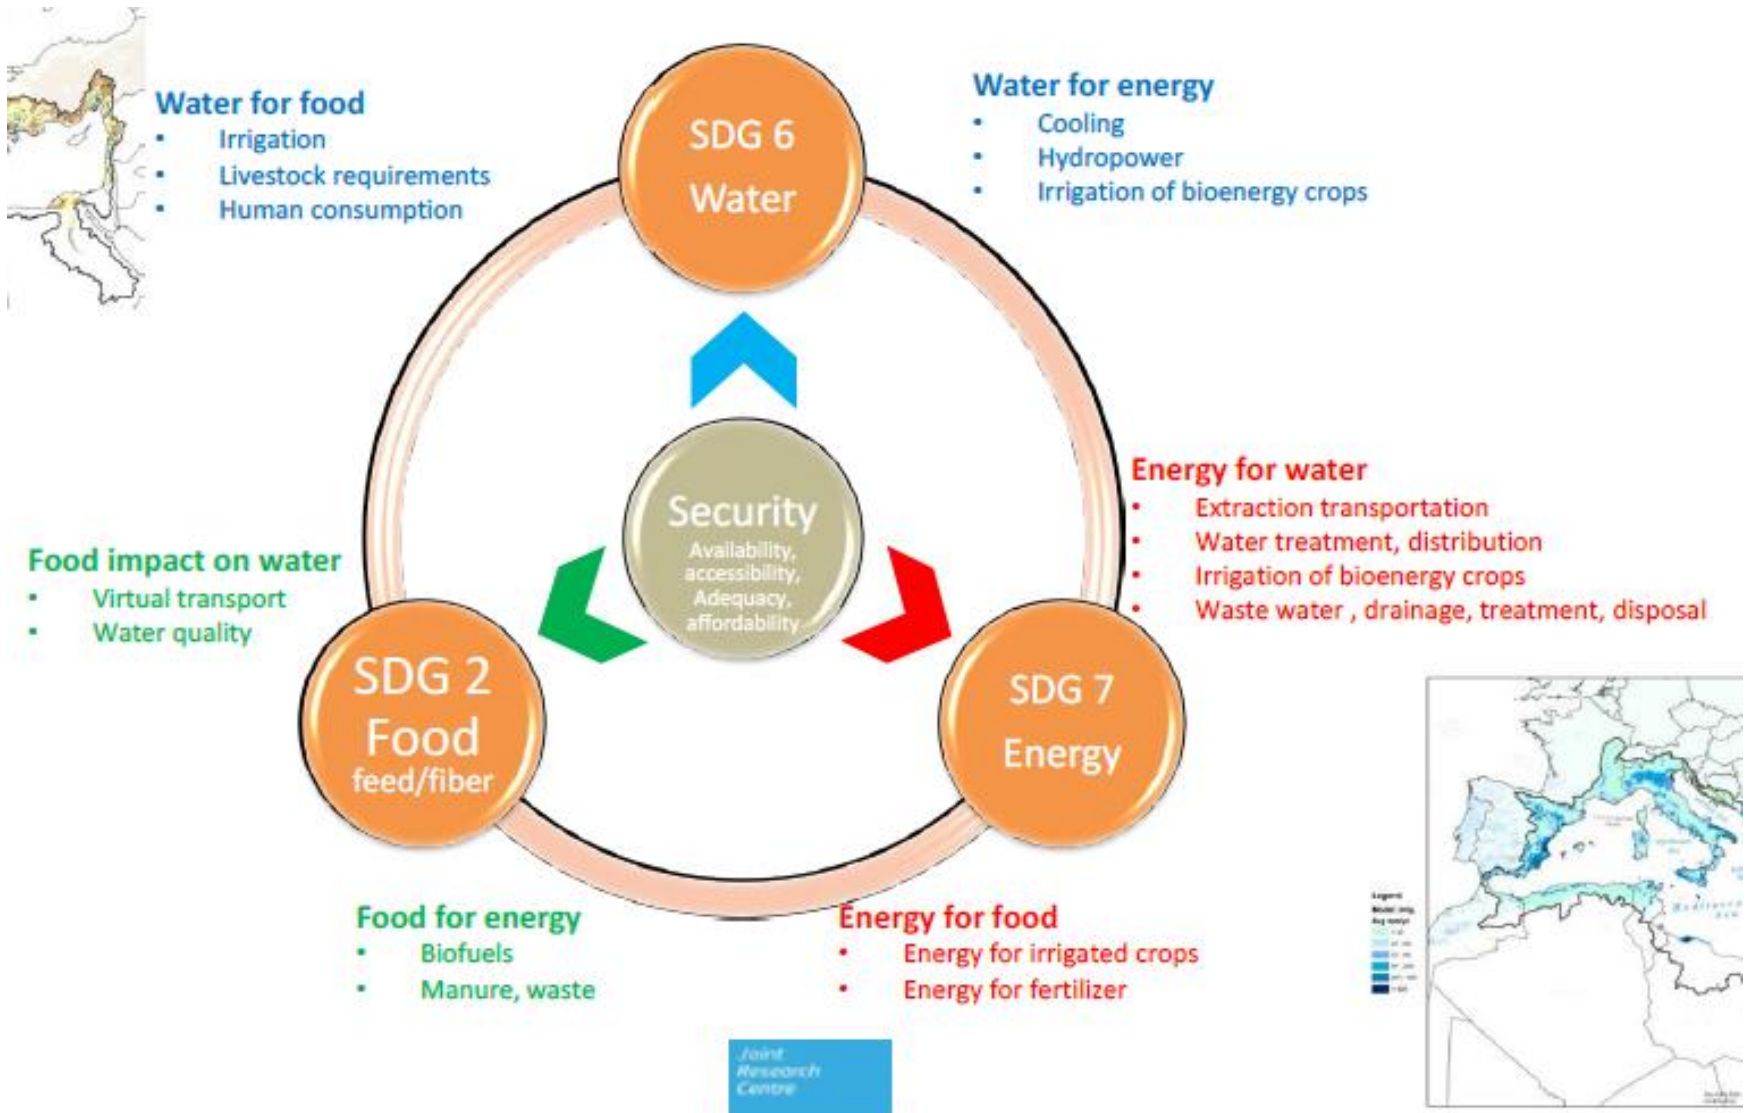 Water for food
• Irrigation
• Livestock requirements
• Human consumption
SDG 6
Water
Water for energy
• Cooling
• Hydropower
• Irrigation of bioenergy crops
Security
Availability,
accessibility,
Adequacy,
affordability
Energy for water
• Extraction transportation
• Water treatment, distribution
• Irrigation of bioenergy crops
• Waste water , drainage, treatment, disposal
Food impact on water
• Virtual transport
• Water quality
SDG 2
Food
feed/fiber
SDG 7
Energy
Food for energy
• Biofuels
• Manure, waste
Energy for food
• Energy for irrigated crops
• Energy for fertilizer
Legend
Joint
Research
Centre